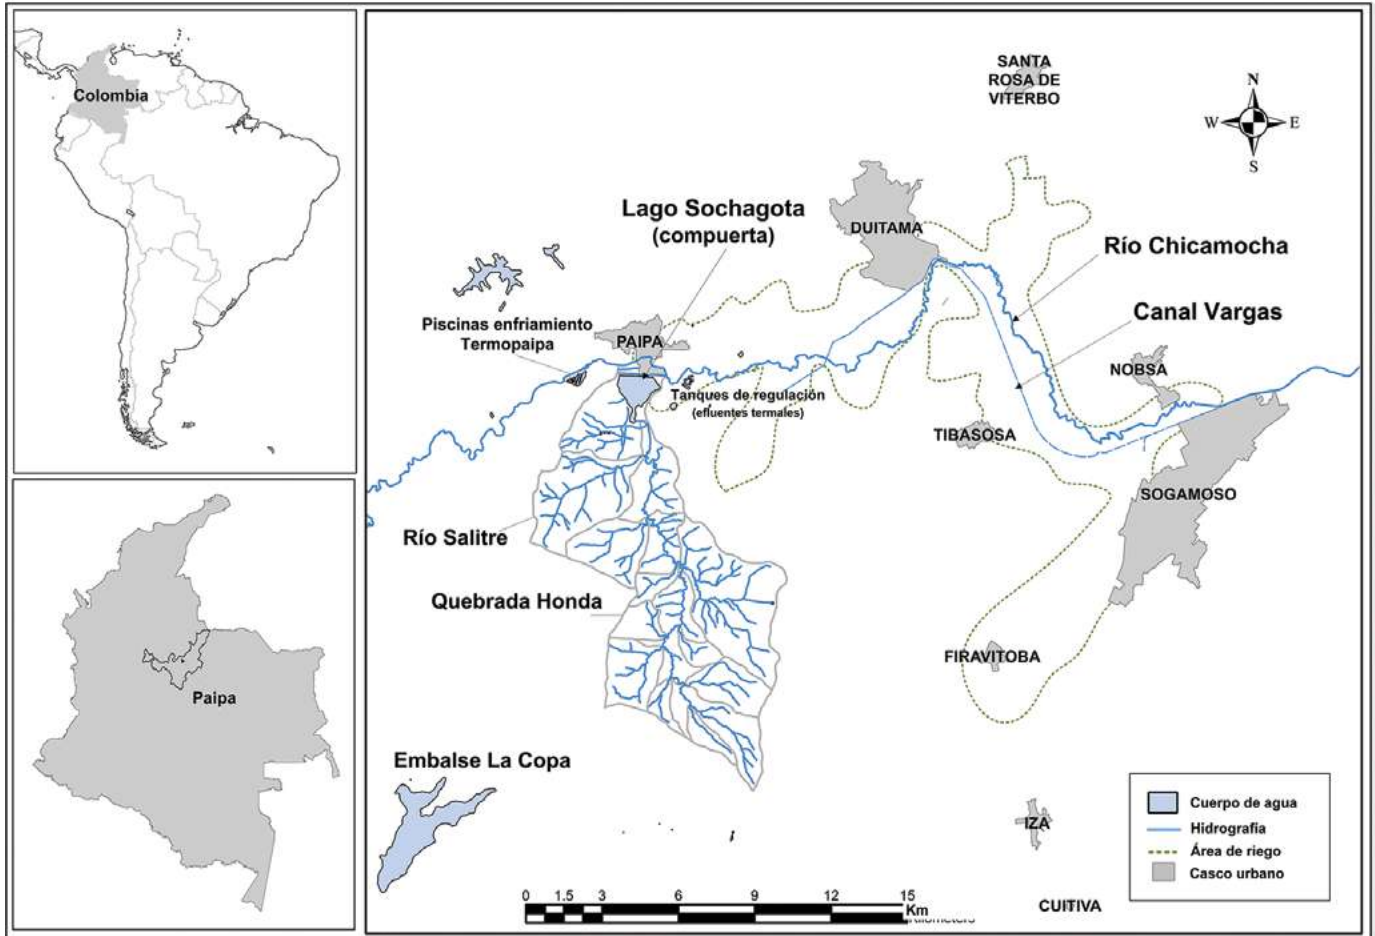 Colombia
Paipa
SANTA
ROSA DE
VITERBO
N
W E
S
Lago Sochagota
(compuerta)
DUITAMA
Río Chicamocha
Canal Vargas
Piscinas enfriamiento
Termopaipa
PAIPA
NOBSA
Tanques de regulación
(efluentes termales)
TIBASOSA
SOGAMOSO
Río Salitre
Quebrada Honda
FIRAVITOBA
Embalse La Copa
IZA
CUITIVA
Cuerpo de agua
Hidrografía
Área de riego
Casco urbano
0 1.5 3 6 9 12 15
Km